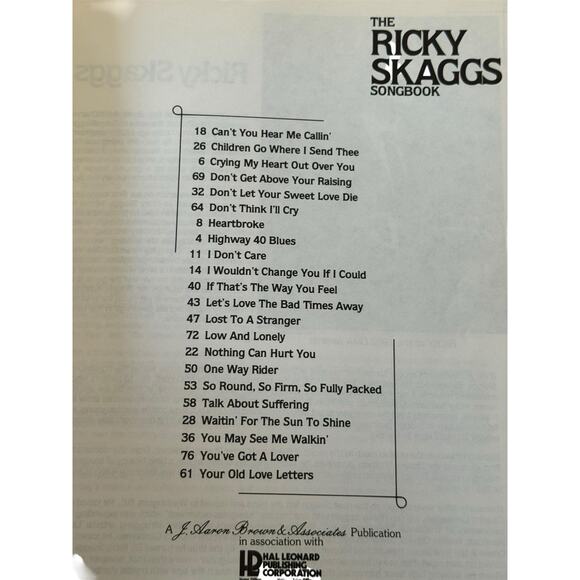 THE
RICKY
SKAGGS
SONGBOOK
Ricky Skaggs
18 Can't You Hear Me Callin'
26 Children Go Where I Send Thee
6 Crying My Heart Out Over You
69 Don't Get Above Your Raising
32 Don't Let Your Sweet Love Die
64 Don't Think I'll Cry
8 Heartbroke
4 Highway 40 Blues
11 I Don't Care
14 I Wouldn't Change You If I Could
40 If That's The Way You Feel
43 Let's Love The Bad Times Away
47 Lost To A Stranger
72 Low And Lonely
22 Nothing Can Hurt You
50 One Way Rider
53 So Round, So Firm, So Fully Packed
58 Talk About Suffering
28 Waitin' For The Sun To Shine
36 You May See Me Walkin'
76 You've Got A Lover
61 Your Old Love Letters
A J. Aaron Brown & Associates Publication
in association with
HAL LEONARD
PUBLISHING
CORPORATION